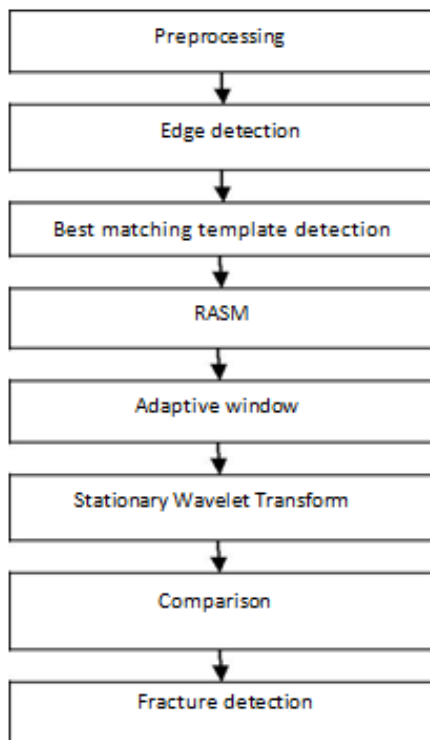 Preprocessing
Edge detection
Best matching template detection
RASM
Adaptive window
Stationary Wavelet Transform
Comparison
Fracture detection